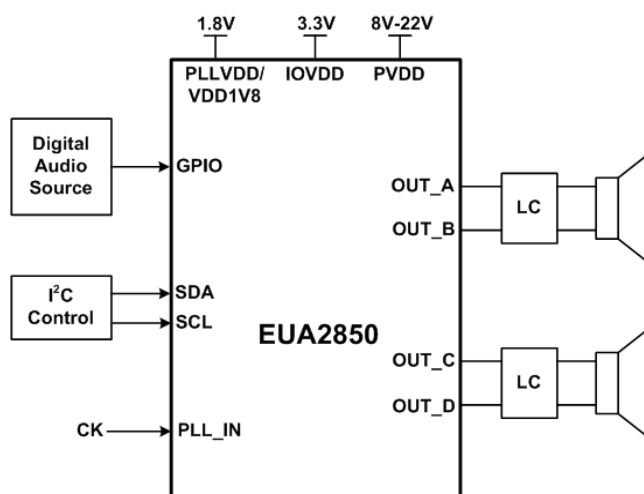 1.8V
3.3V
8V-22V
PLLVDD/
VDD1V8
IOVDD
PVDD
Digital
Audio
Source
GPIO
OUT_A
LC
OUT_B
I²C
Control
SDA
SCL
EUA2850
OUT_C
LC
OUT_D
CK
PLL_IN